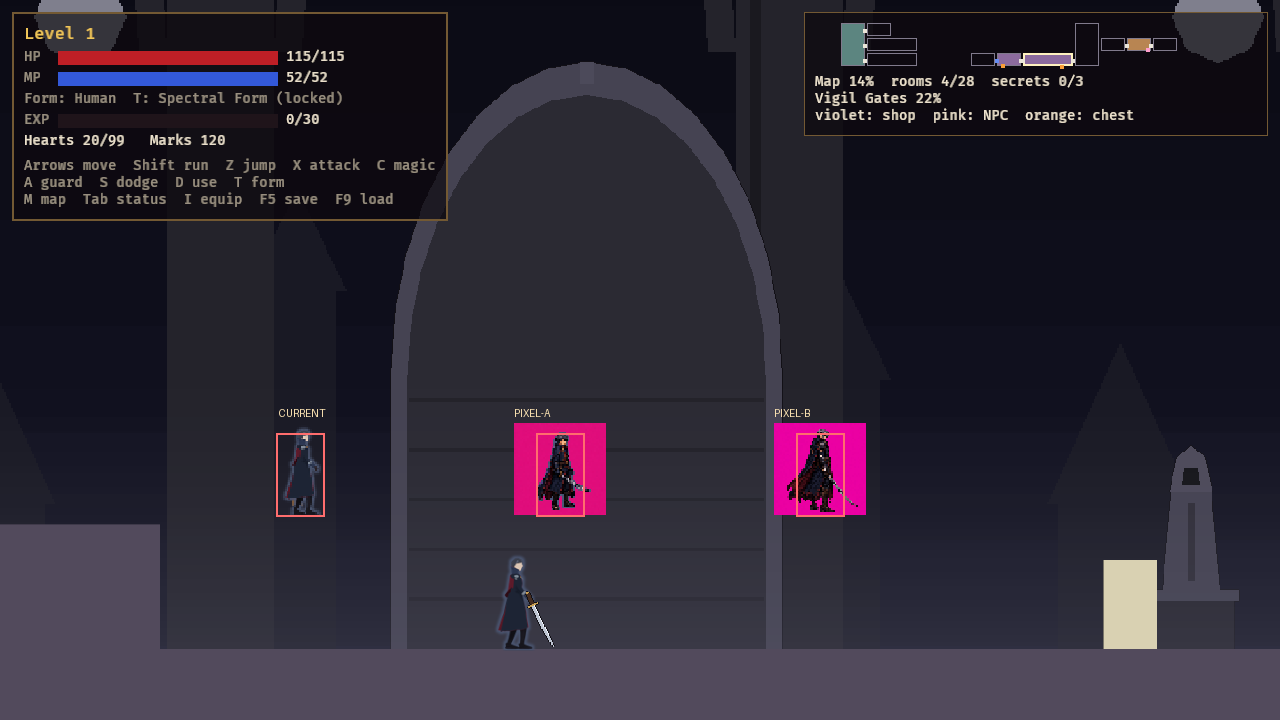 Level 1
HP 115/115
MP 52/52
Form: Human  T: Spectral Form (locked)
EXP 0/30
Hearts 20/99  Marks 120
Arrows move  Shift run  Z jump  X attack  C magic
A guard  S dodge  D use  T form
M map  Tab status  I equip  F5 save  F9 load
Map 14%  rooms 4/28  secrets 0/3
Vigil Gates 22%
violet: shop  pink: NPC  orange: chest
CURRENT
PIXEL-A
PIXEL-B